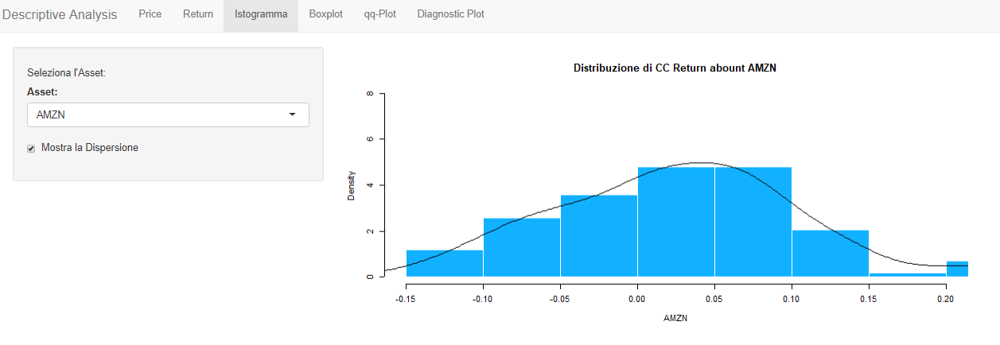 Descriptive Analysis Price Return Istogramma Boxplot qq-Plot Diagnostic Plot
Seleziona l'Asset:
Asset:
AMZN
Mostra la Dispersione
Distribuzione di CC Return abount AMZN
8
6
4
2
0
Density
-0.15 -0.10 -0.05 0.00 0.05 0.10 0.15 0.20
AMZN